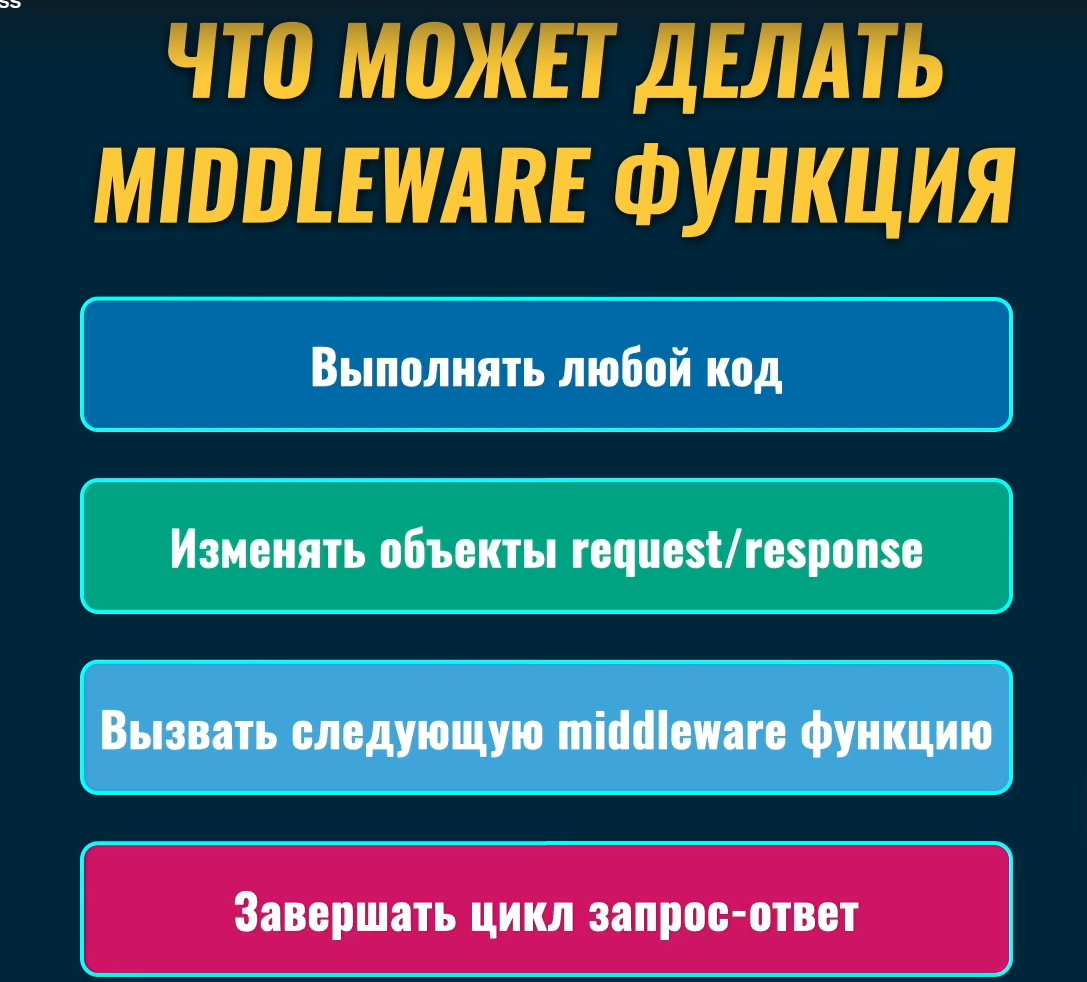 ЧТО МОЖЕТ ДЕЛАТЬ
MIDDLEWARE ФУНКЦИЯ
Выполнять любой код
Изменять объекты request/response
Вызвать следующую middleware функцию
Завершать цикл запрос-ответ